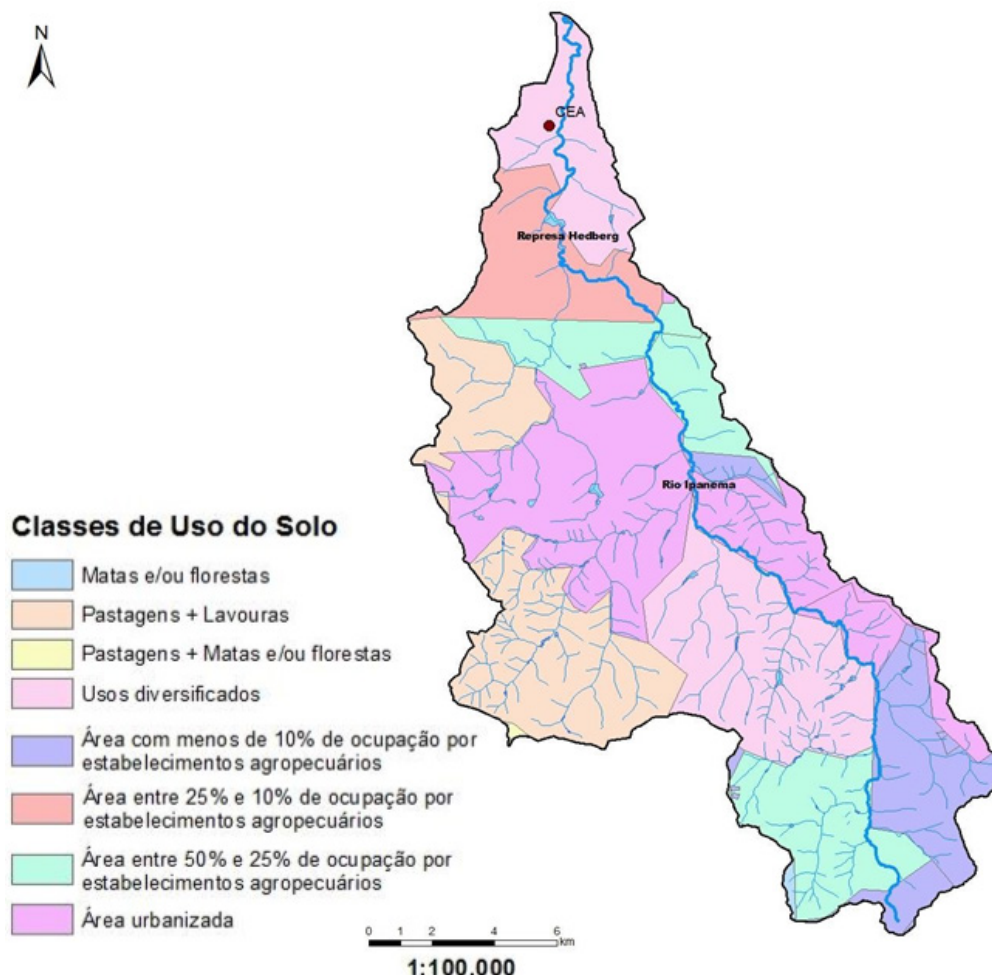 N
CEA
Represa Hedberg
Rio Ipanema
Classes de Uso do Solo
Matas e/ou florestas
Pastagens + Lavouras
Pastagens + Matas e/ou florestas
Usos diversificados
Área com menos de 10% de ocupação por
estabelecimentos agropecuários
Área entre 25% e 10% de ocupação por
estabelecimentos agropecuários
Área entre 50% e 25% de ocupação por
estabelecimentos agropecuários
Área urbanizada
0 1 2 4 6
km
1:100.000